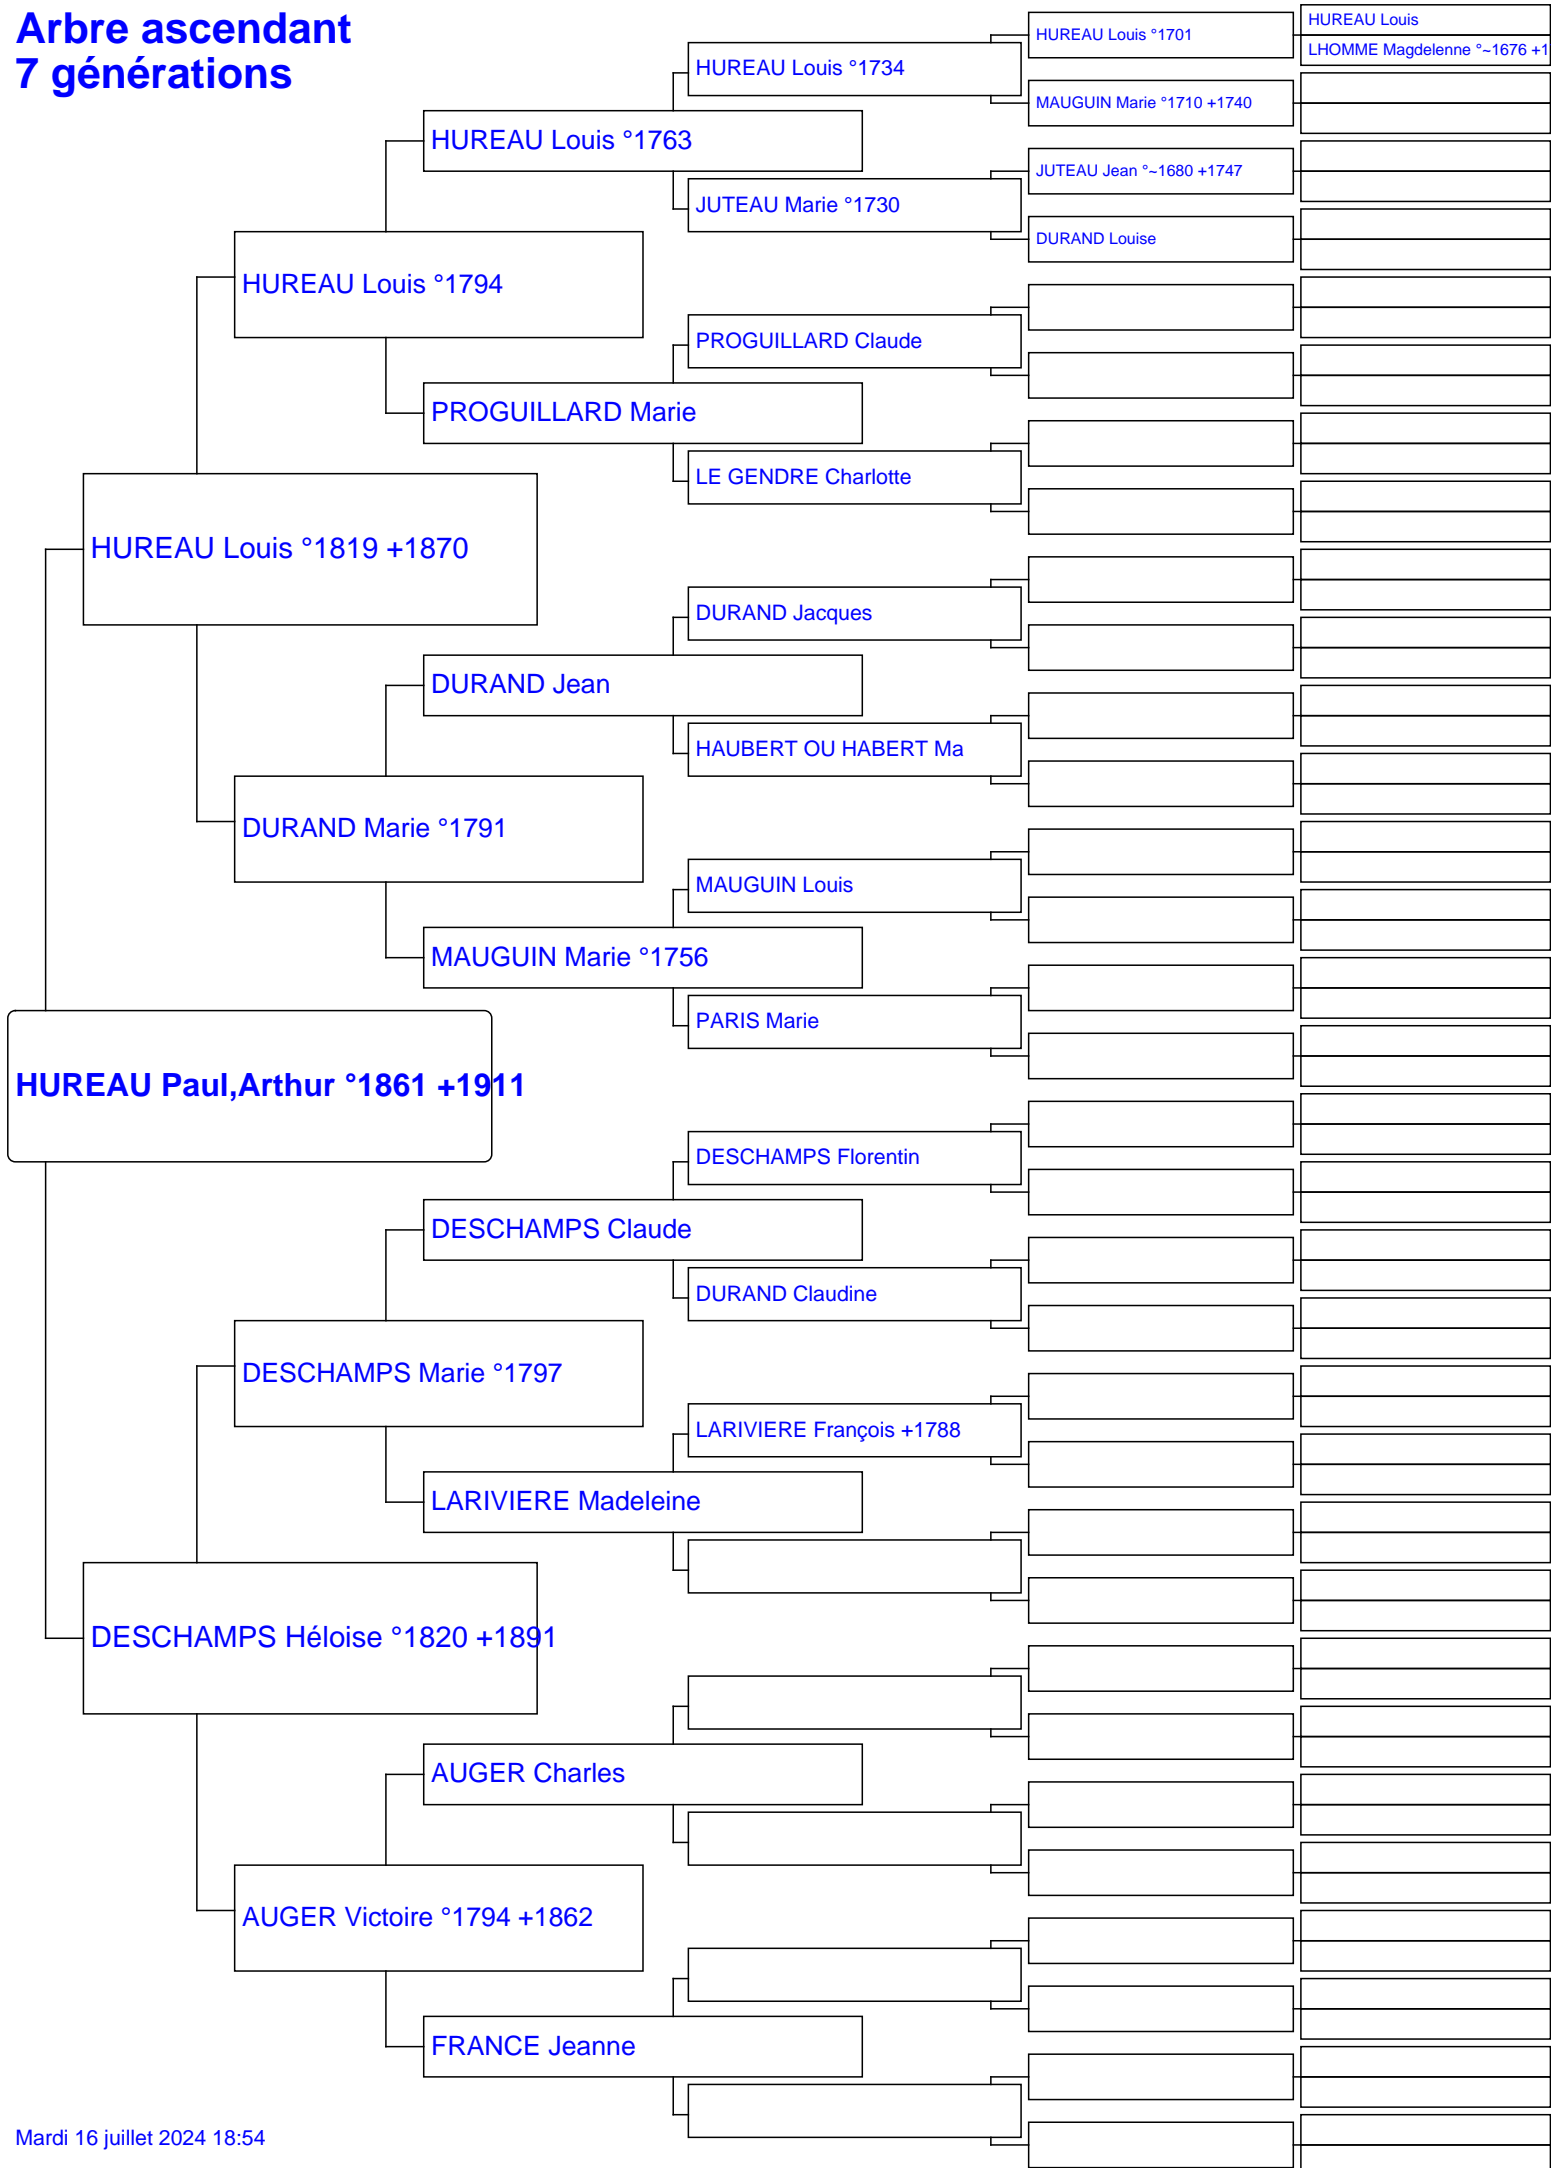 Arbre ascendant
7 générations
HUREAU Louis
LHOMME Magdelenne °~1676 +1
HUREAU Louis °1701
HUREAU Louis °1734
MAUGUIN Marie °1710 +1740
HUREAU Louis °1763
JUTEAU Jean °~1680 +1747
JUTEAU Marie °1730
DURAND Louise
HUREAU Louis °1794
PROGUILLARD Claude
PROGUILLARD Marie
LE GENDRE Charlotte
HUREAU Louis °1819 +1870
DURAND Jacques
DURAND Jean
HAUBERT OU HABERT Ma
DURAND Marie °1791
MAUGUIN Louis
MAUGUIN Marie °1756
PARIS Marie
HUREAU Paul,Arthur °1861 +1911
DESCHAMPS Florentin
DESCHAMPS Claude
DURAND Claudine
DESCHAMPS Marie °1797
LARIVIERE François +1788
LARIVIERE Madeleine
DESCHAMPS Héloise °1820 +1891
AUGER Charles
AUGER Victoire °1794 +1862
FRANCE Jeanne
Mardi 16 juillet 2024 18:54